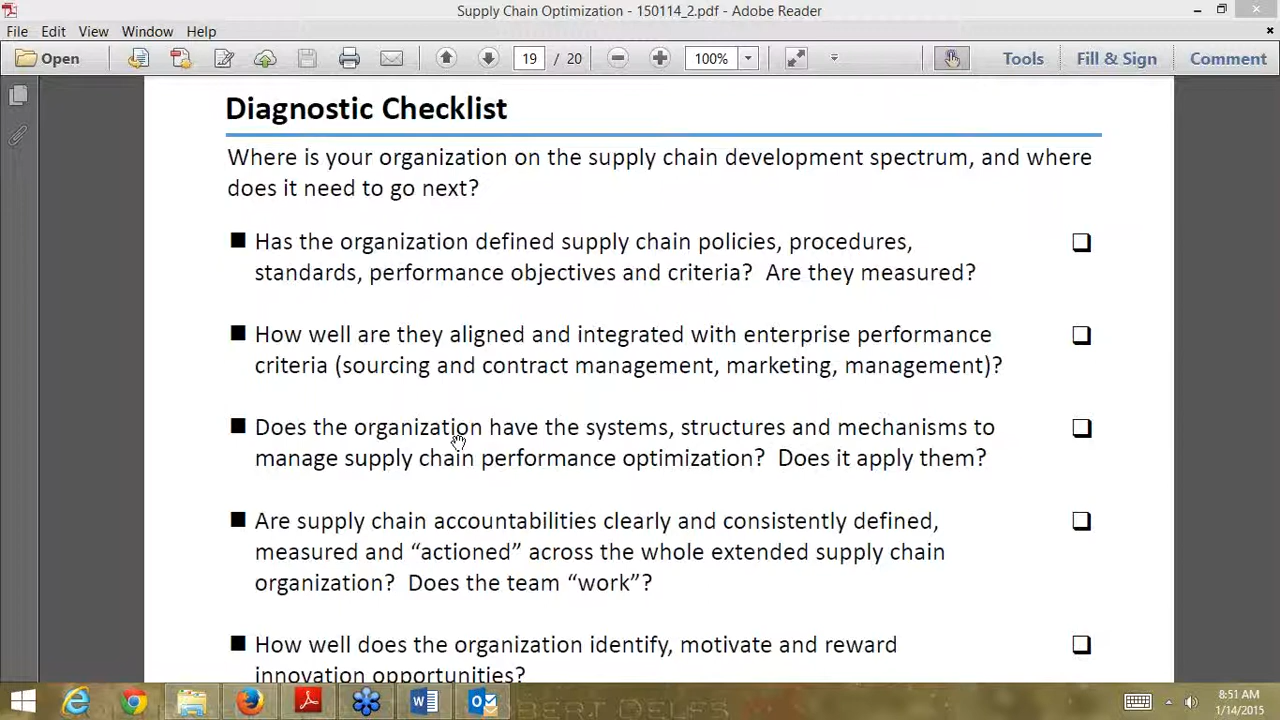 Supply Chain Optimization - 150114_2.pdf - Adobe Reader
File Edit View Window Help
Open 19 / 20 100% Tools Fill & Sign Comment
Diagnostic Checklist
Where is your organization on the supply chain development spectrum, and where
does it need to go next?
Has the organization defined supply chain policies, procedures,
standards, performance objectives and criteria? Are they measured?
How well are they aligned and integrated with enterprise performance
criteria (sourcing and contract management, marketing, management)?
Does the organization have the systems, structures and mechanisms to
manage supply chain performance optimization? Does it apply them?
Are supply chain accountabilities clearly and consistently defined,
measured and “actioned” across the whole extended supply chain
organization? Does the team “work”?
How well does the organization identify, motivate and reward
innovation opportunities?
8:51 AM
1/14/2015